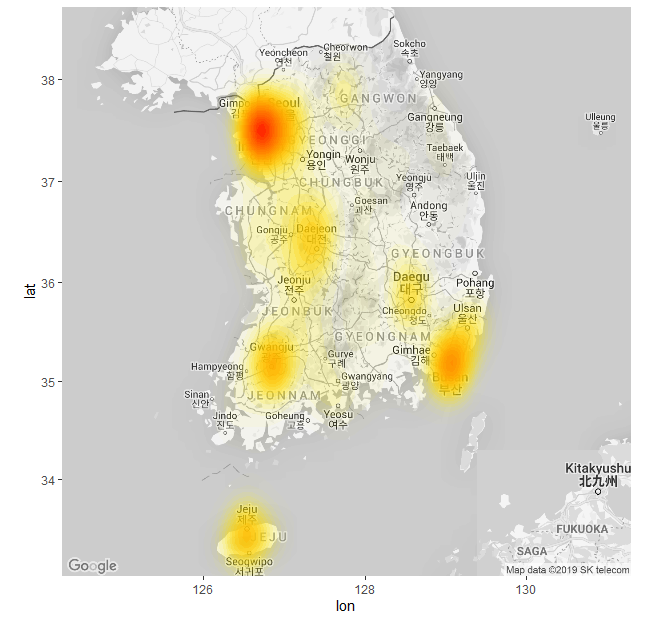 Sokcho
속초
Cheorwon
철원
Yeoncheon
연천
Yangyang
양양
38
GANGWON
Gimpo
Seoul
Gangneung
강릉
Ulleung
울릉
YEONGGI
Taebaek
태백
Yongin
용인
Wonju
원주
37
CHUNGBUK
Yeongju
영주
Uljin
울진
Goesan
괴산
Andong
안동
CHUNGNAM
Gongju
공주
Daejeon
대전
GYEONGBUK
36
lat
Jeonju
전주
Daegu
대구
Pohang
포항
JEONBUK
Cheongdo
청도
Ulsan
울산
GYEONGNAM
Gwangju
Gurye
구례
Gimhae
김해
Hampyeong
함평
35
Gwangyang
광양
Busan
부산
Sinan
신안
JEONNAM
Jindo
진도
Goheung
고흥
Yeosu
여수
34
Kitakyushu
北九州
Jeju
제주
JEJU
FUKUOKA
SAGA
Seogwipo
서귀포
Google
Map data ©2019 SK telecom
126
128
130
lon